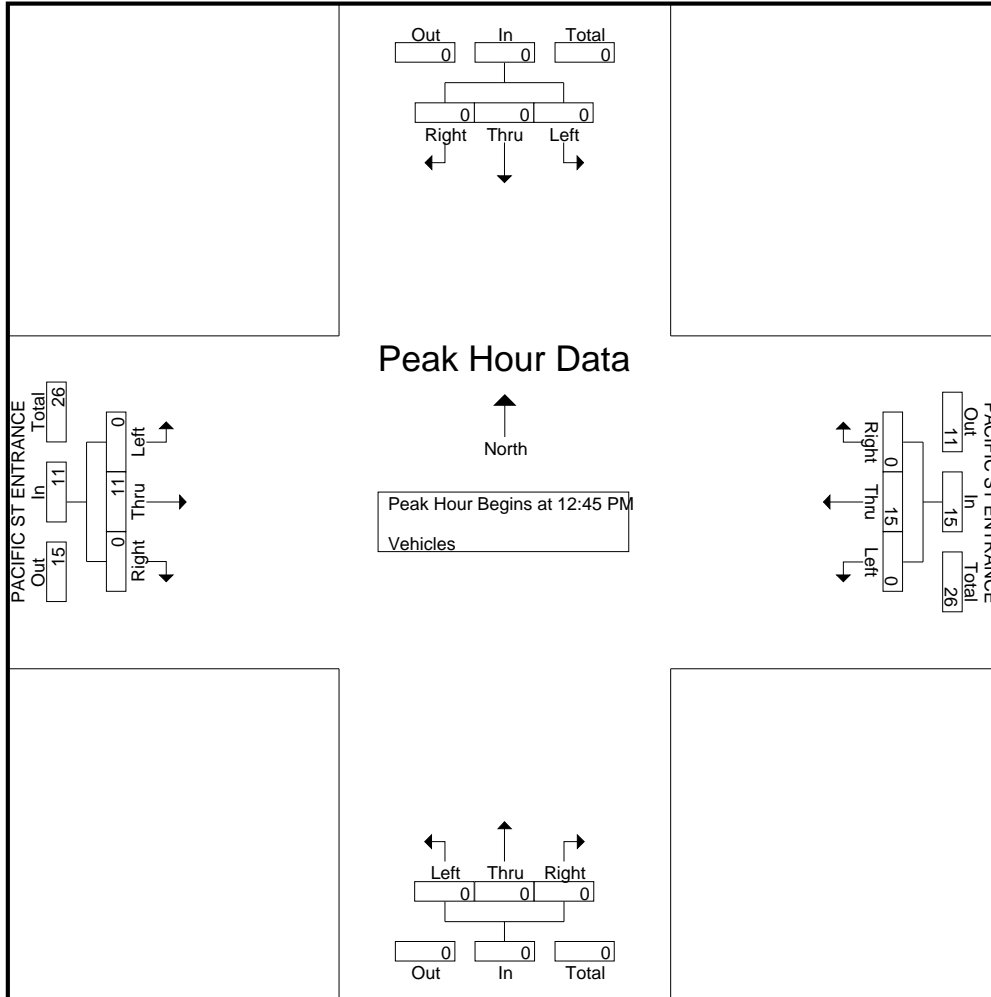 Out In Total
0 0 0
0 0 0
Right Thru Left
Peak Hour Data
North
Peak Hour Begins at 12:45 PM
Vehicles
PACIFIC ST ENTRANCE
Total In Out
26 11 15
0 11 0
Left Thru Right
Right Thru Left
0 15 0
Out In Total
11 15 26
PACIFIC ST ENTRANCE
Left Thru Right
0 0 0
0 0 0
Out In Total